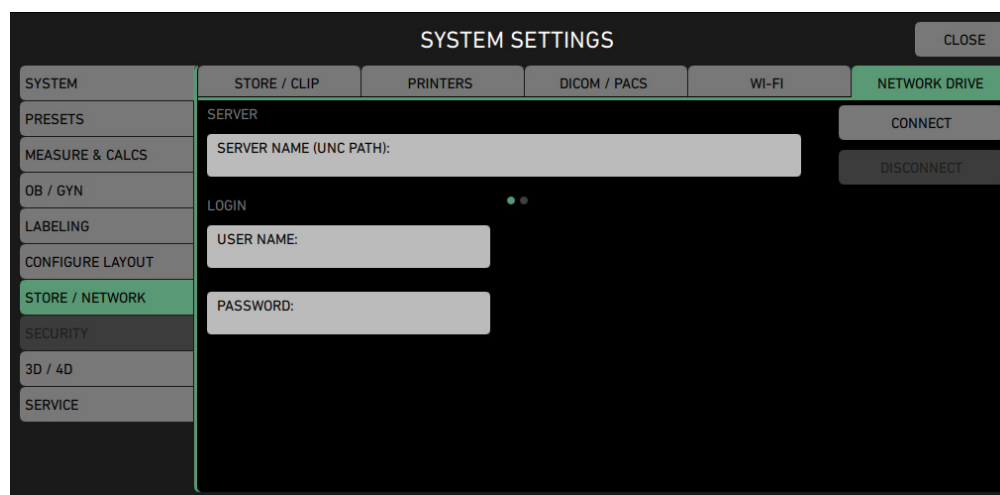 SYSTEM SETTINGS
CLOSE
SYSTEM
STORE / CLIP
PRINTERS
DICOM / PACS
WI-FI
NETWORK DRIVE
PRESETS
MEASURE & CALCS
OB / GYN
LABELING
CONFIGURE LAYOUT
STORE / NETWORK
SECURITY
3D / 4D
SERVICE
SERVER
SERVER NAME (UNC PATH):
LOGIN
USER NAME:
PASSWORD:
CONNECT
DISCONNECT